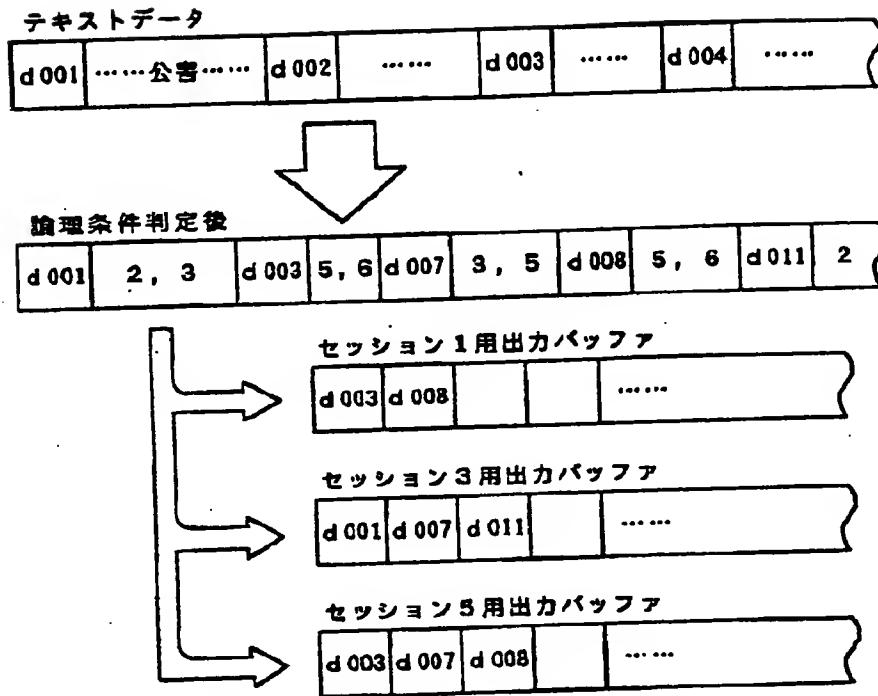 テキストデータ
d001 ……公害…… d002 …… d003 …… d004 ……
論理条件判定後
d001 2, 3 d003 5, 6 d007 3, 5 d008 5, 6 d011 2
セッション1用出力バッファ
d003 d008 ……
セッション3用出力バッファ
d001 d007 d011 ……
セッション5用出力バッファ
d003 d007 d008 ……